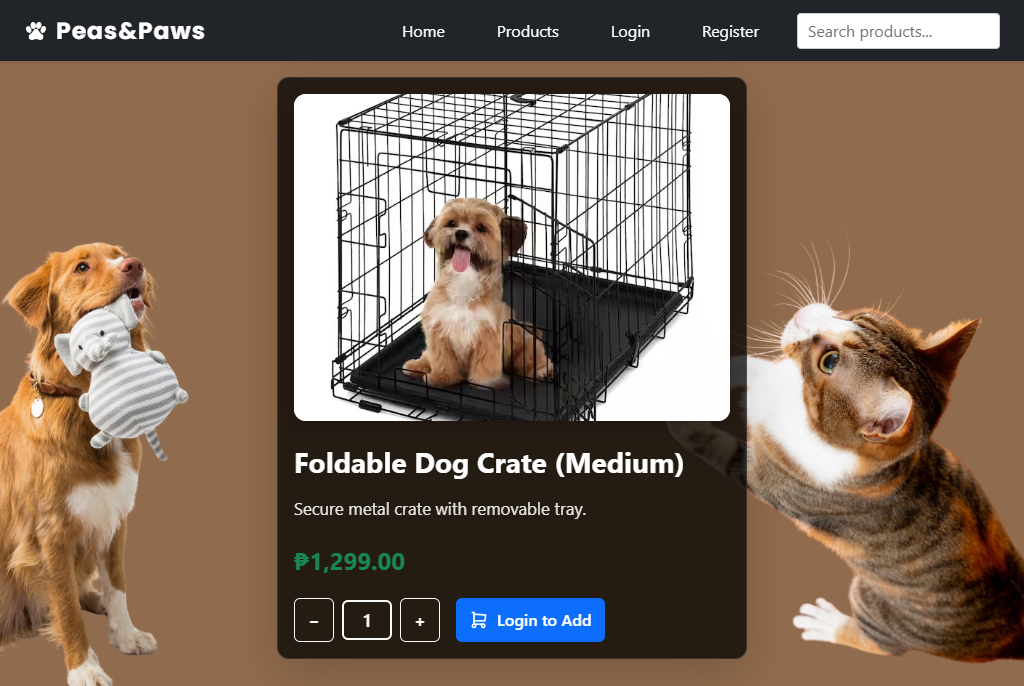 Peas&Paws
Home Products Login Register Search products...
Foldable Dog Crate (Medium)
Secure metal crate with removable tray.
₱1,299.00
– 1 + Login to Add